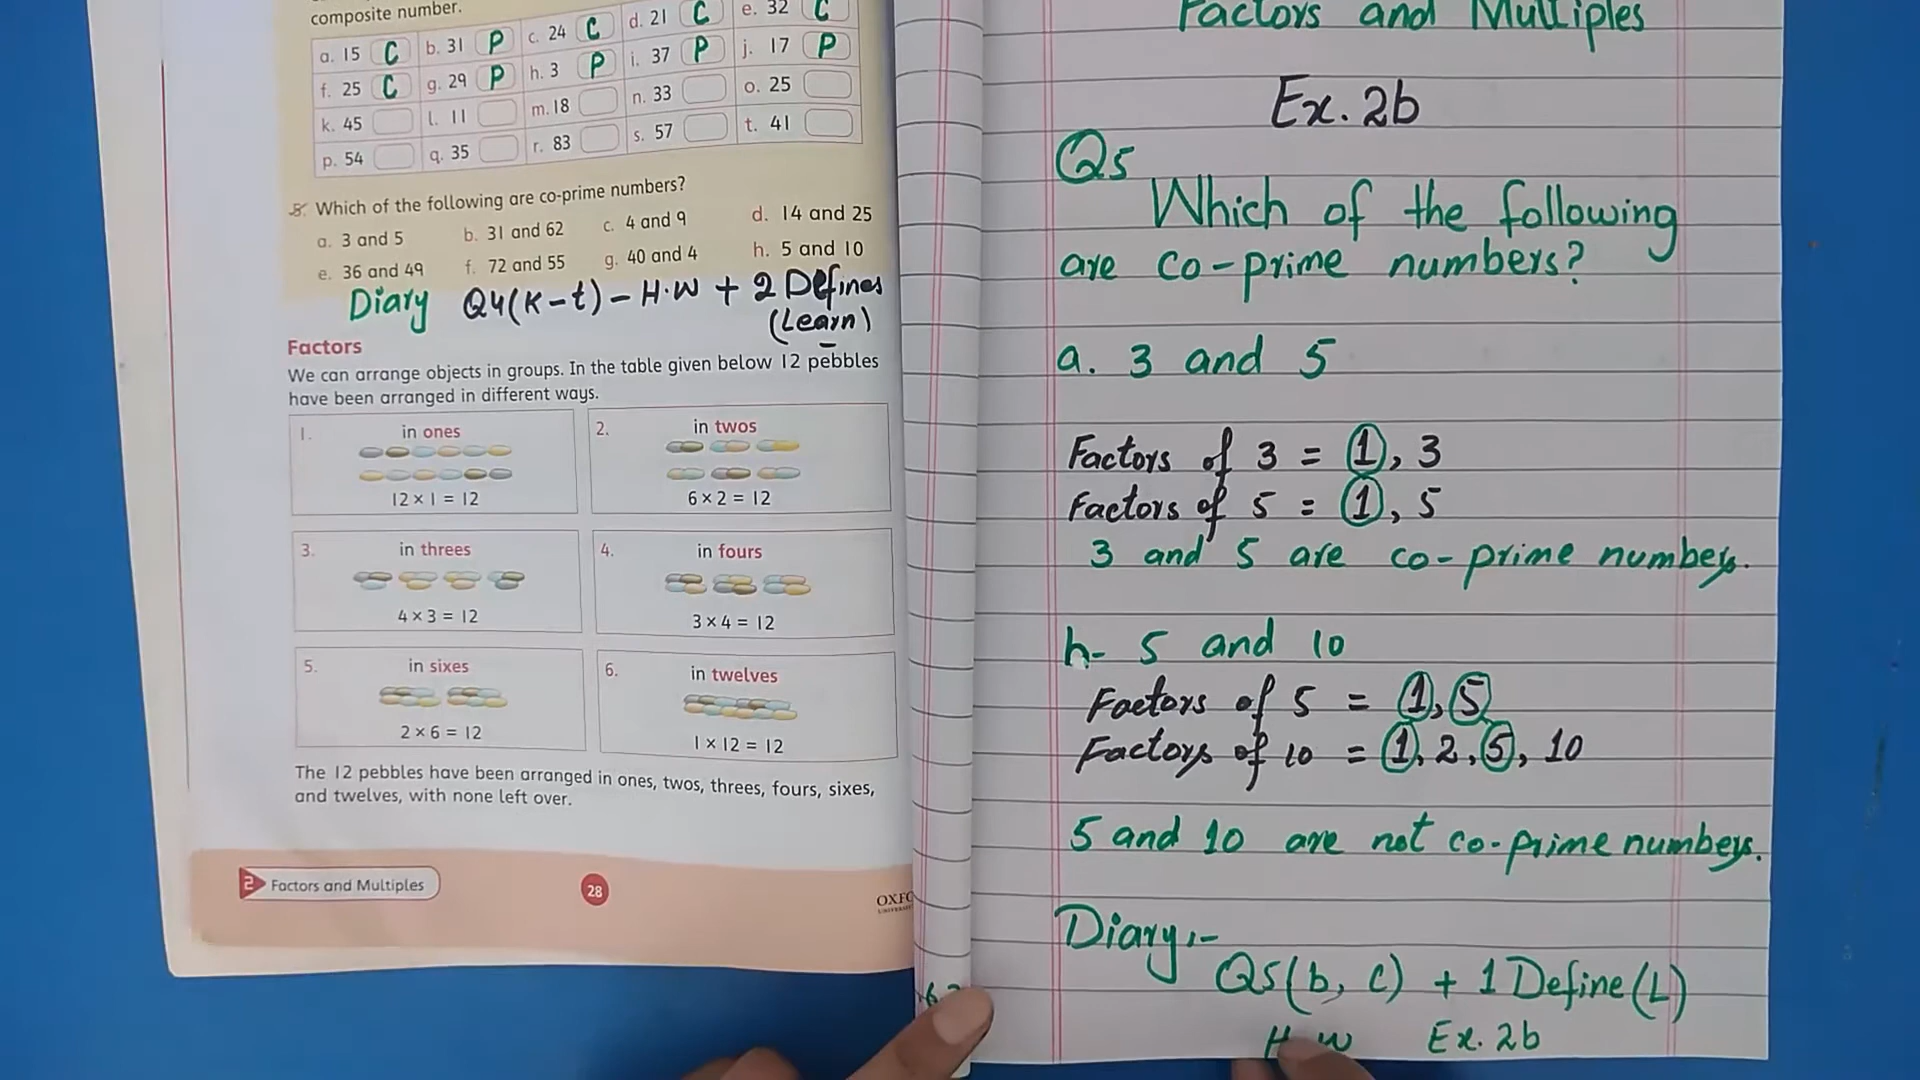 composite number.
a. 15 C b. 31 P c. 24 C d. 21 C e. 32 C
f. 25 C g. 29 P h. 3 P i. 37 P j. 17 P
k. 45 l. 11 m. 18 n. 33 o. 25
p. 54 q. 35 r. 83 s. 57 t. 41
5. Which of the following are co-prime numbers?
a. 3 and 5 b. 31 and 62 c. 4 and 9 d. 14 and 25
e. 36 and 49 f. 72 and 55 g. 40 and 4 h. 5 and 10
Diary Q4(K-t) - H.W + 2 Defines
(Learn)
Factors
We can arrange objects in groups. In the table given below 12 pebbles
have been arranged in different ways.
1. in ones
12 × 1 = 12
2. in twos
6 × 2 = 12
3. in threes
4 × 3 = 12
4. in fours
3 × 4 = 12
5. in sixes
2 × 6 = 12
6. in twelves
1 × 12 = 12
The 12 pebbles have been arranged in ones, twos, threes, fours, sixes,
and twelves, with none left over.
2 Factors and Multiples
28
Factors and Multiples
Ex. 2b
Q5
Which of the following
are co-prime numbers?
a. 3 and 5
Factors of 3 = 1, 3
Factors of 5 = 1, 5
3 and 5 are co-prime numbers.
h- 5 and 10
Factors of 5 = 1, 5
Factors of 10 = 1, 2, 5, 10
5 and 10 are not co-prime numbers.
Diary:-
Q5(b, c) + 1 Define (L)
H.W Ex. 2b